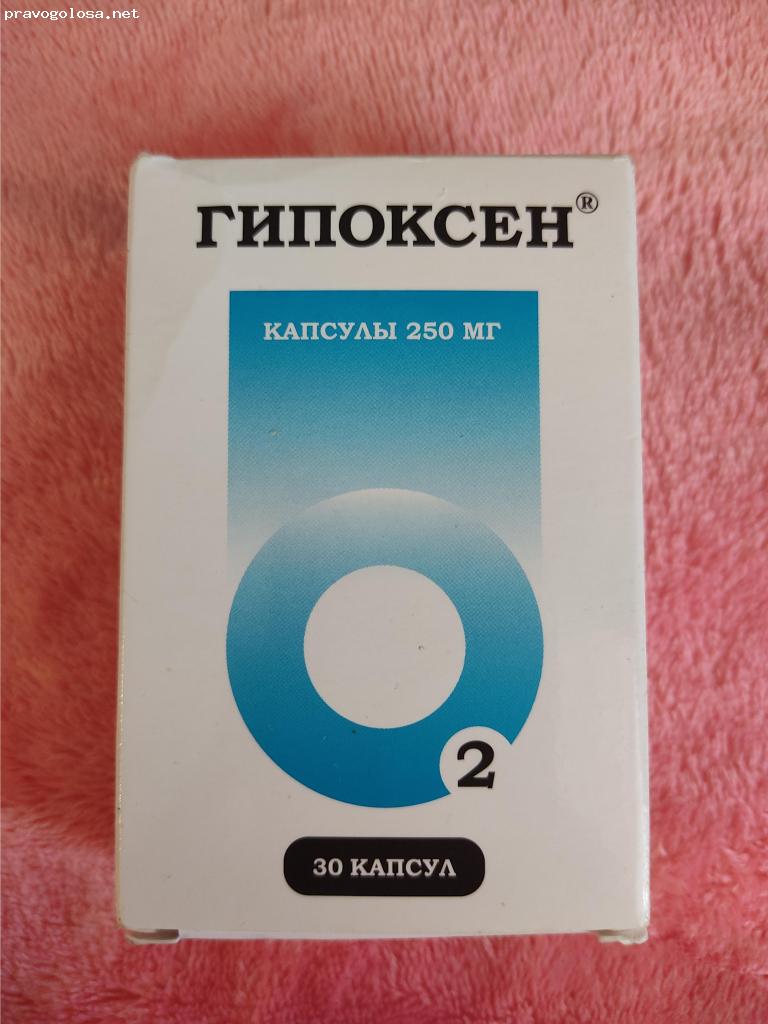 pravogolosa.net
ГИПОКСЕН®
КАПСУЛЫ 250 МГ
2
30 КАПСУЛ